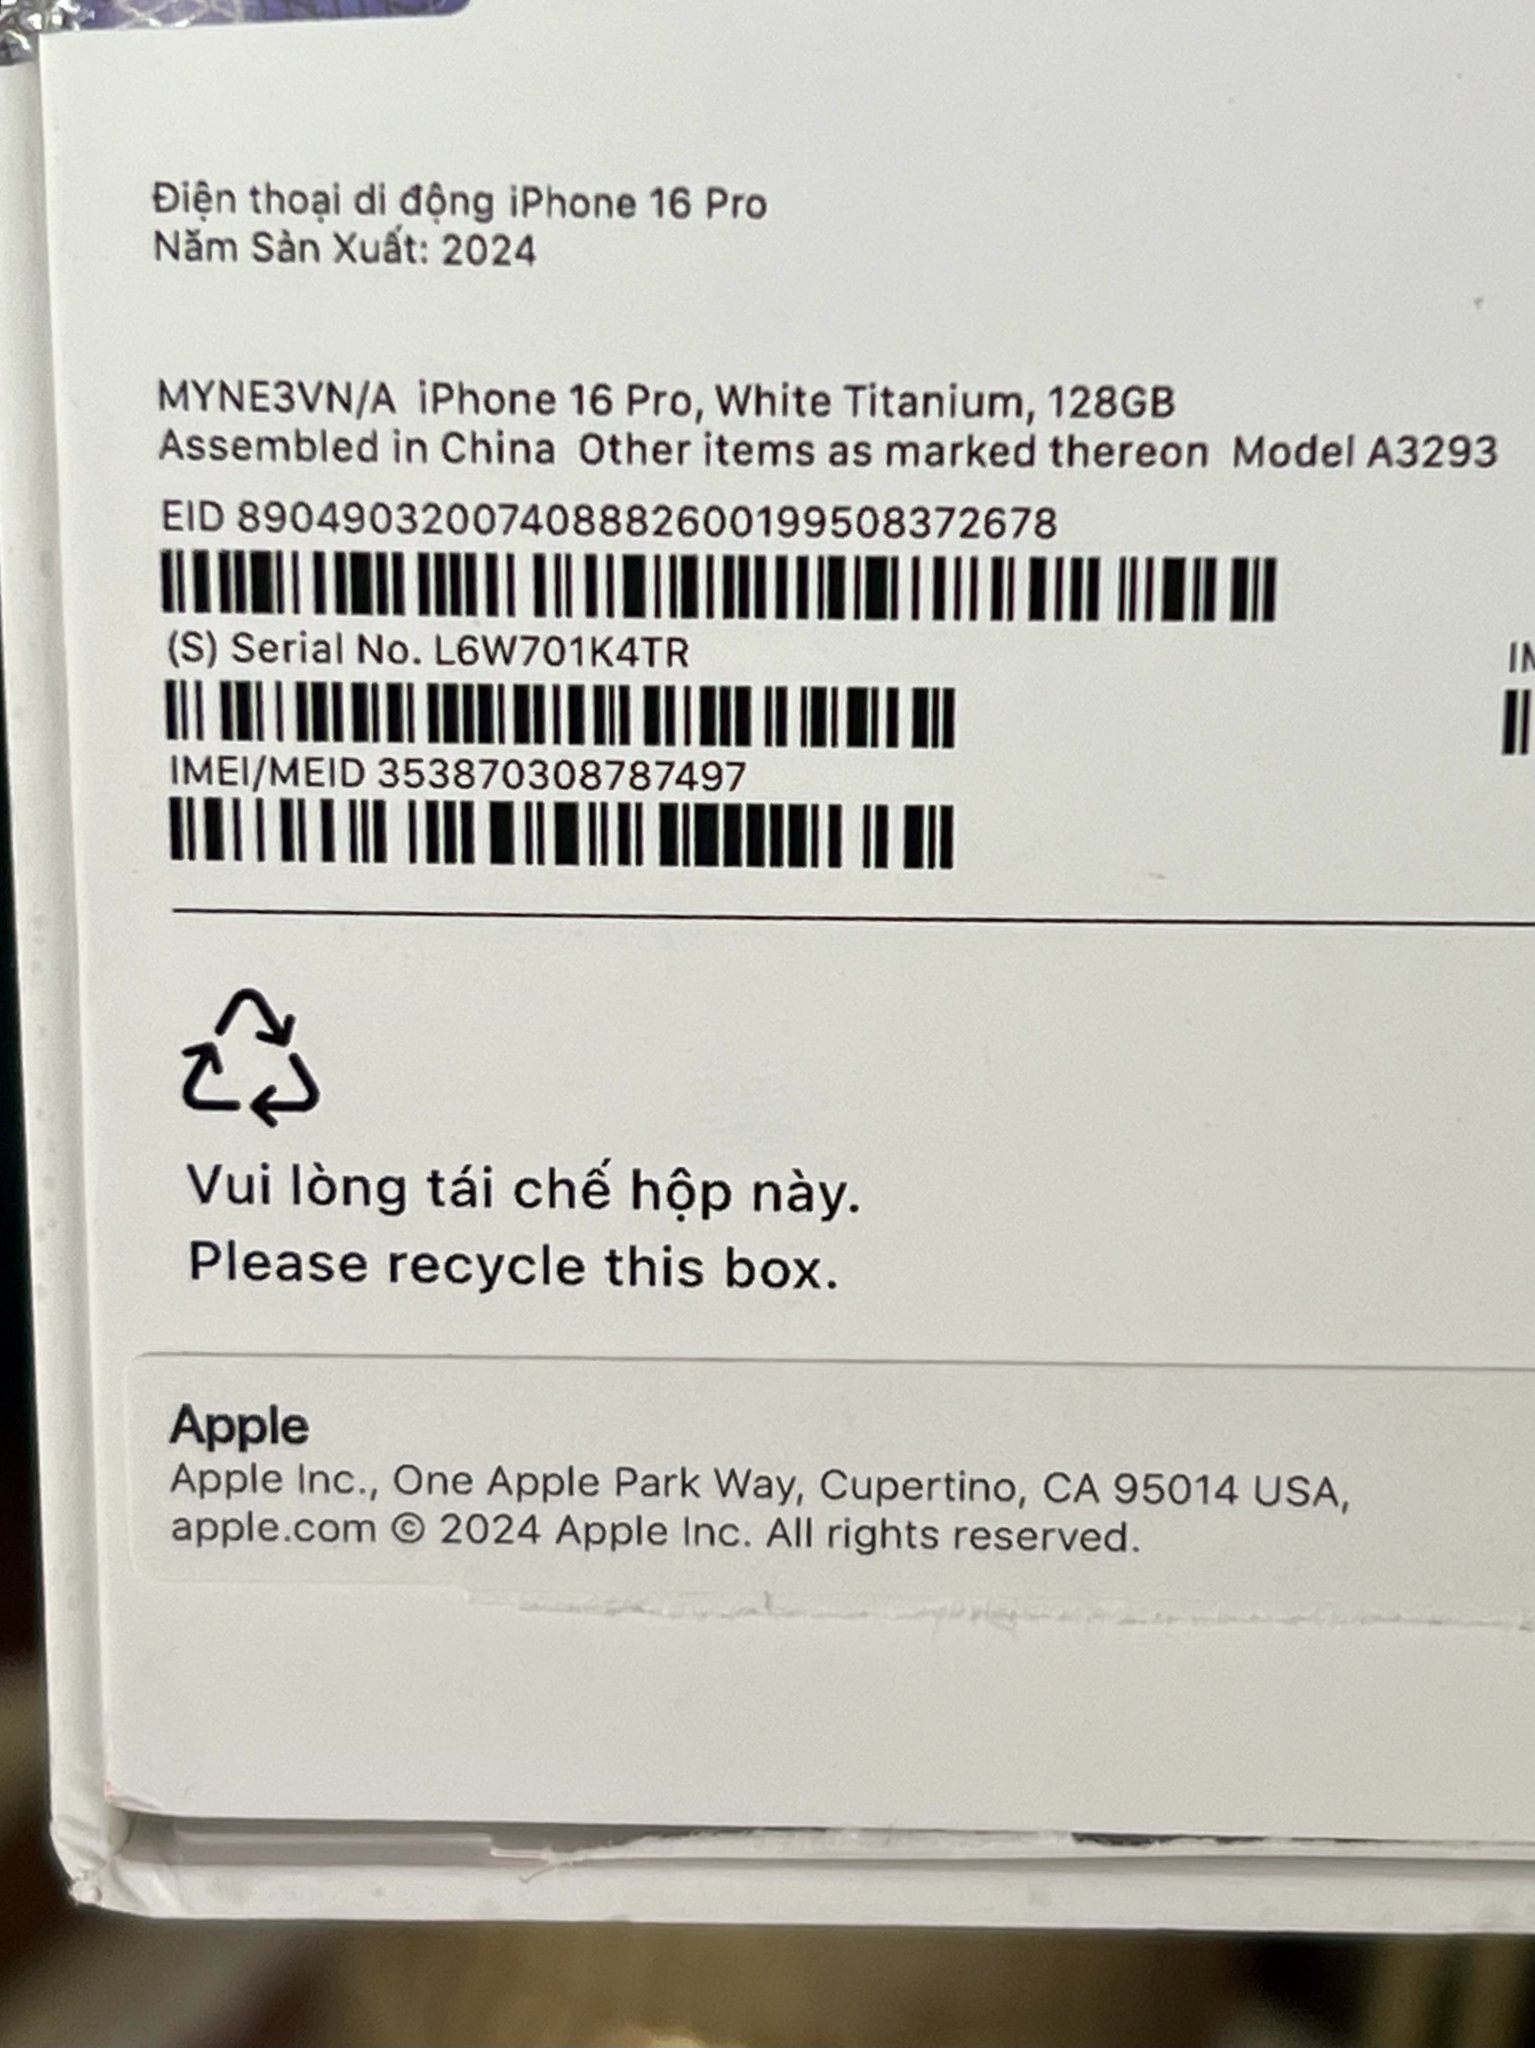 Điện thoại di động iPhone 16 Pro
Năm Sản Xuất: 2024
MYNE3VN/A iPhone 16 Pro, White Titanium, 128GB
Assembled in China Other items as marked thereon Model A3293
EID 89049032007408882600199508372678
(S) Serial No. L6W701K4TR
IMEI/MEID 353870308787497
Vui lòng tái chế hộp này.
Please recycle this box.
Apple
Apple Inc., One Apple Park Way, Cupertino, CA 95014 USA,
apple.com © 2024 Apple Inc. All rights reserved.